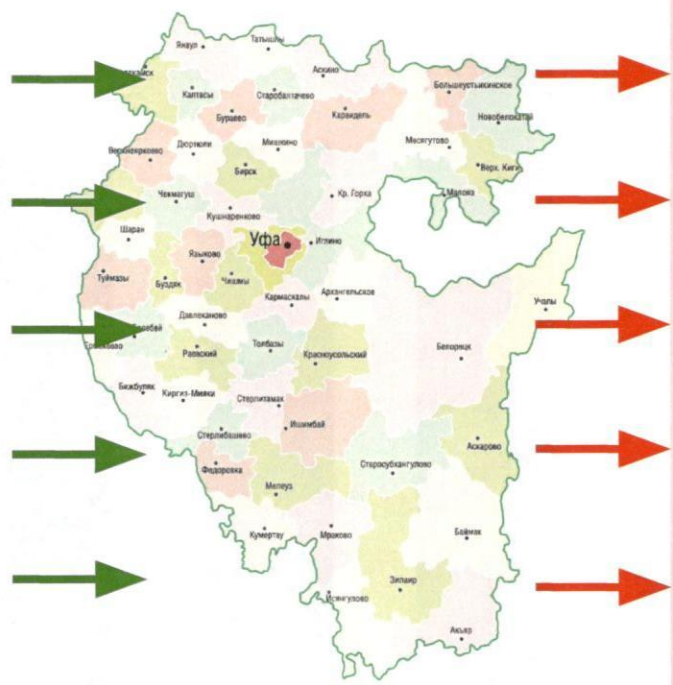 Янаул
Татышлы
Аскино
Калтасы
Старобалтачево
Большеустьикинское
Бураево
Караидель
Новобелокатай
Верхнеяркеево
Дюртюли
Мишкино
Месягутово
Бирск
Верх. Киги
Чекмагуш
Кр. Горка
Малояз
Кушнаренково
Шаран
Уфа
Иглино
Языково
Туймазы
Буздяк
Чишмы
Архангельское
Кармаскалы
Учалы
Давлеканово
Толбазы
Раевский
Красноусольский
Белорецк
Бижбуляк
Киргиз-Мияки
Стерлитамак
Ишимбай
Стерлибашево
Аскарово
Федоровка
Старосубхангулово
Мелеуз
Кумертау
Мраково
Баймак
Зилаир
Исянгулово
Акъяр